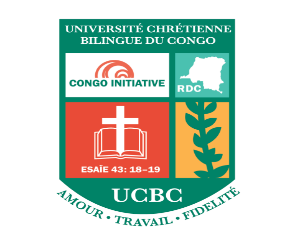 UNIVERSITÉ CHRÉTIENNE
BILINGUE DU CONGO
CONGO INITIATIVE
RDC
ESAÏE 43: 18-19
UCBC
AMOUR • TRAVAIL • FIDELITÉ